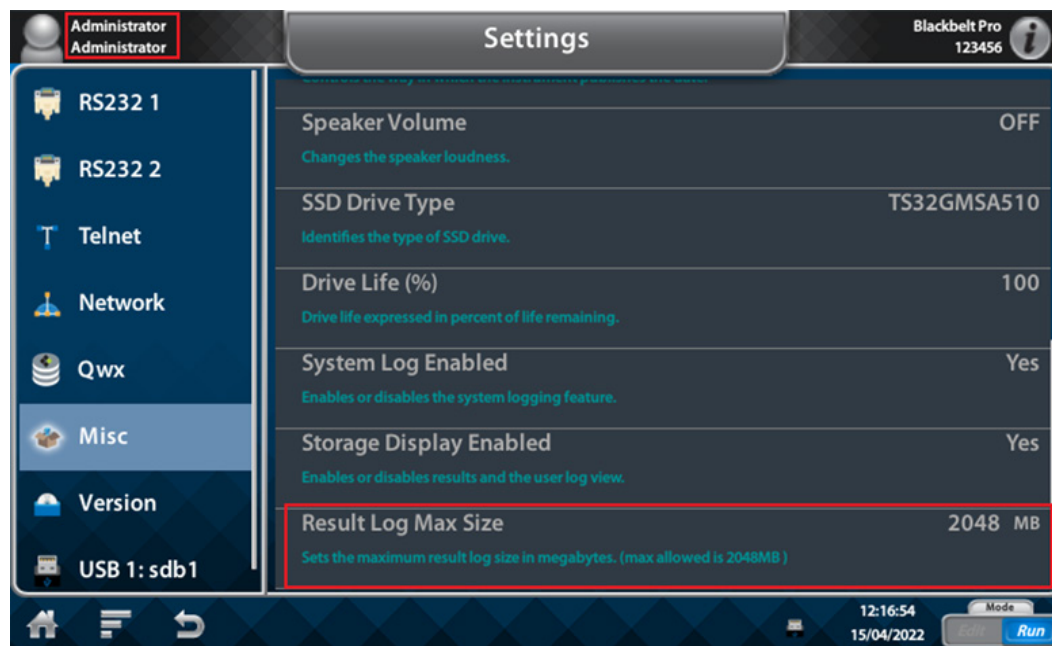 Administrator
Administrator
Settings
Blackbelt Pro
123456
RS232 1
RS232 2
Telnet
Network
Qwx
Misc
Version
USB 1: sdb1
Speaker Volume OFF
Changes the speaker loudness.
SSD Drive Type TS32GMSA510
Identifies the type of SSD drive.
Drive Life (%) 100
Drive life expressed in percent of life remaining.
System Log Enabled Yes
Enables or disables the system logging feature.
Storage Display Enabled Yes
Enables or disables results and the user log view.
Result Log Max Size 2048 MB
Sets the maximum result log size in megabytes. (max allowed is 2048MB )
12:16:54
15/04/2022
Mode
Edit Run